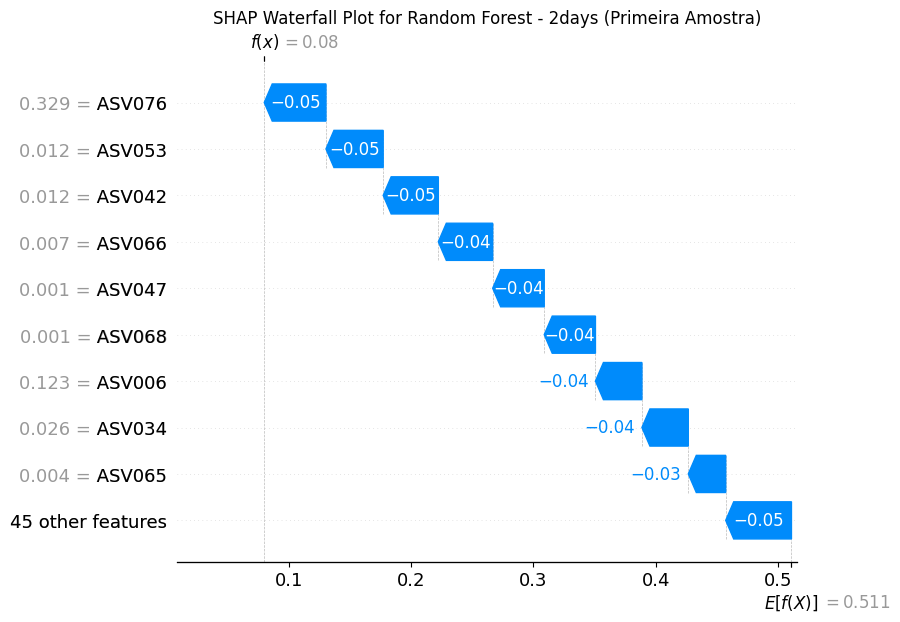 SHAP Waterfall Plot for Random Forest - 2days (Primeira Amostra)
f(x) = 0.08
0.329 = ASV076 −0.05
0.012 = ASV053 −0.05
0.012 = ASV042 −0.05
0.007 = ASV066 −0.04
0.001 = ASV047 −0.04
0.001 = ASV068 −0.04
0.123 = ASV006 −0.04
0.026 = ASV034 −0.04
0.004 = ASV065 −0.03
45 other features −0.05
0.1 0.2 0.3 0.4 0.5
E[f(X)] = 0.511